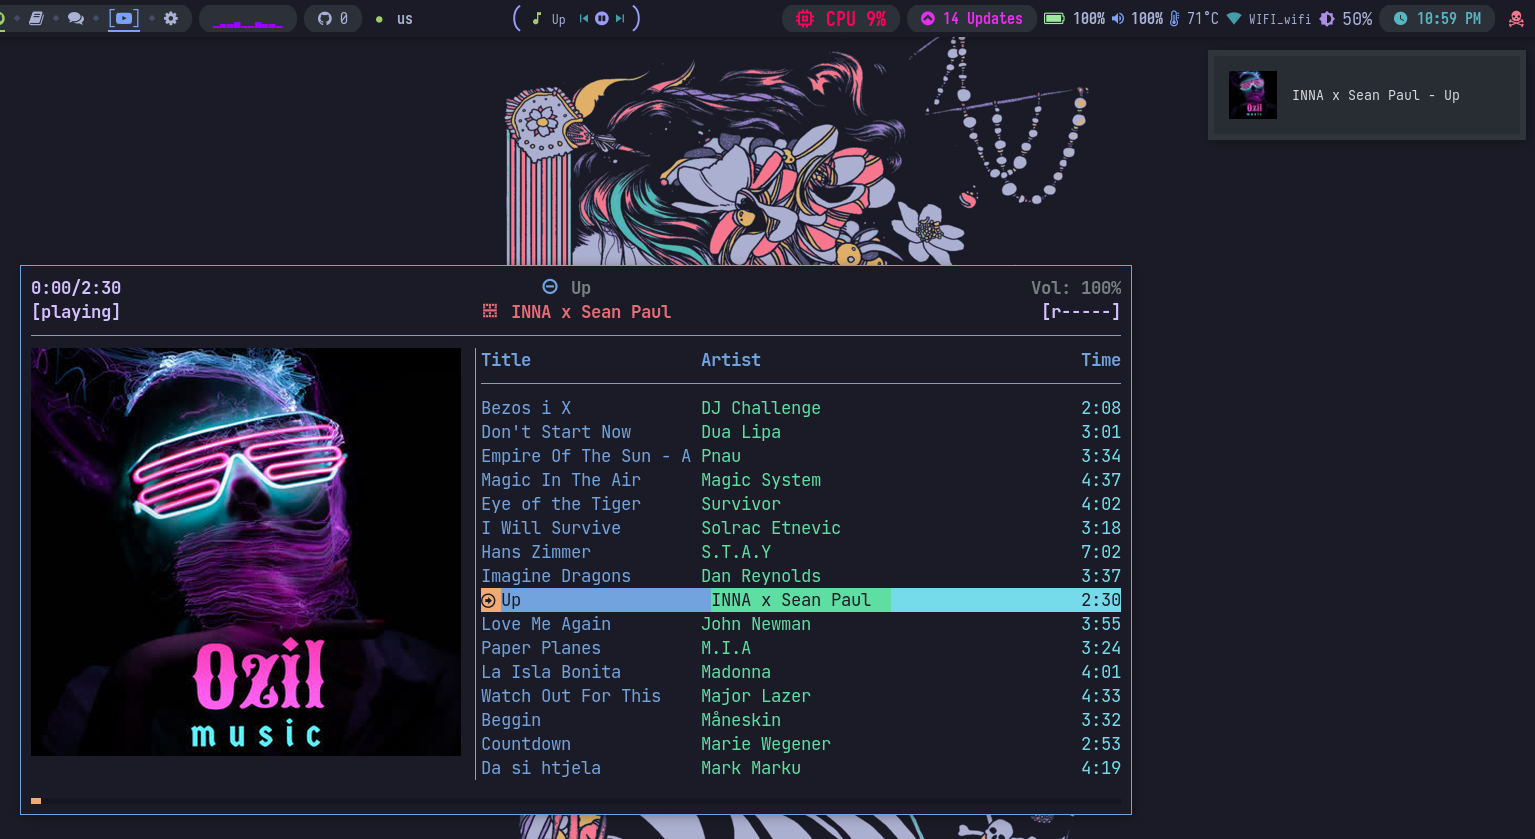 0 us
Up
CPU 9%
14 Updates
100% 100% 71°C WIFI_wifi 50%
10:59 PM
INNA x Sean Paul - Up
0:00/2:30 Up Vol: 100%
[playing] INNA x Sean Paul [r-----]
Title Artist Time
Bezos i X DJ Challenge 2:08
Don't Start Now Dua Lipa 3:01
Empire Of The Sun - A Pnau 3:34
Magic In The Air Magic System 4:37
Eye of the Tiger Survivor 4:02
I Will Survive Solrac Etnevic 3:18
Hans Zimmer S.T.A.Y 7:02
Imagine Dragons Dan Reynolds 3:37
Up INNA x Sean Paul 2:30
Love Me Again John Newman 3:55
Paper Planes M.I.A 3:24
La Isla Bonita Madonna 4:01
Watch Out For This Major Lazer 4:33
Beggin Måneskin 3:32
Countdown Marie Wegener 2:53
Da si htjela Mark Marku 4:19
Ozil
music